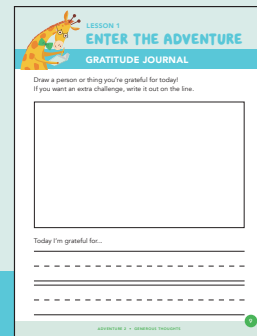 LESSON 1
ENTER THE ADVENTURE
GRATITUDE JOURNAL
Draw a person or thing you're grateful for today!
If you want an extra challenge, write it out on the line.
Today I'm grateful for...
9
ADVENTURE 2 • GENEROUS THOUGHTS